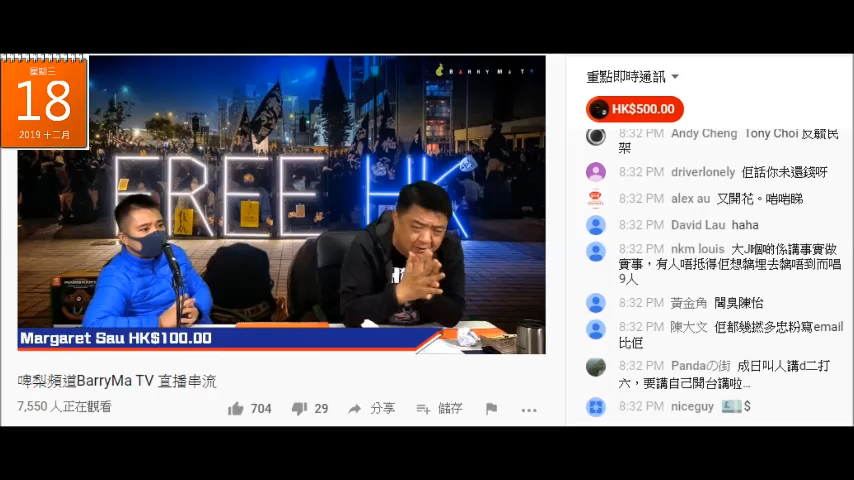 星期三
18
2019 十二月
BARRY MA TV
FREE HK
Margaret Sau HK$100.00
啤梨頻道BarryMa TV 直播串流
7,550 人正在觀看
704
29
分享
儲存
重點即時通訊
HK$500.00
8:32 PM Andy Cheng Tony Choi 反骯民
架
8:32 PM driverlonely 佢話你未還錢呀
8:32 PM alex au 又開花。啱啱睇
8:32 PM David Lau haha
8:32 PM nkm louis 大J個啲係講事實做
實事，有人唔抵得佢想貓埋去貓唔到而唱
9人
8:32 PM 黃金角 閪臭陳怡
8:32 PM 陳大文 佢都幾撚多忠粉寫email
比佢
8:32 PM Pandaの街 成日叫人講d二打
六，要講自己開台講啦...
8:32 PM niceguy $